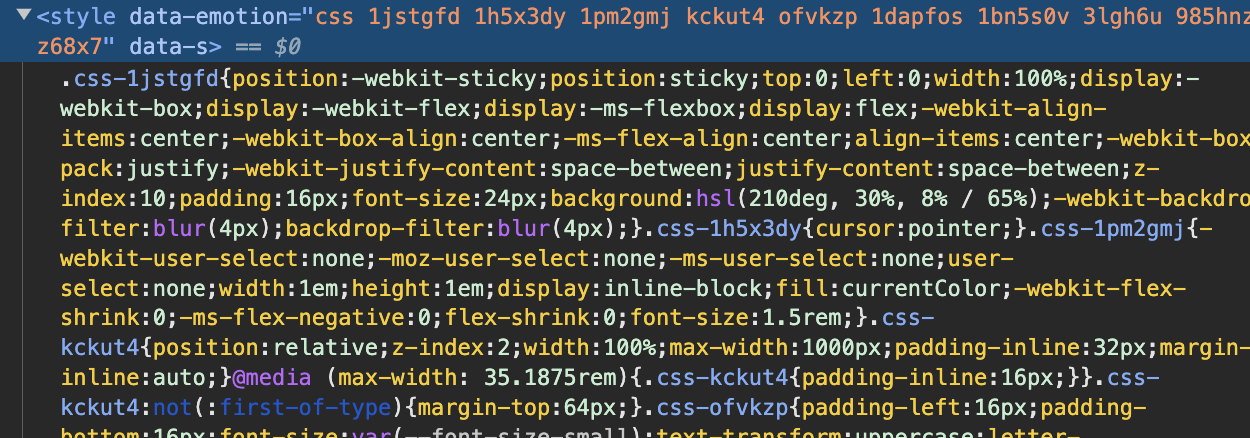 <style data-emotion="css 1jstgfd 1h5x3dy 1pm2gmj kckut4 ofvkzp 1dapfos 1bn5s0v 3lgh6u 985hnz
z68x7" data-s> == $0
.css-1jstgfd{position:-webkit-sticky;position:sticky;top:0;left:0;width:100%;display:-
webkit-box;display:-webkit-flex;display:-ms-flexbox;display:flex;-webkit-align-
items:center;-webkit-box-align:center;-ms-flex-align:center;align-items:center;-webkit-box
pack:justify;-webkit-justify-content:space-between;justify-content:space-between;z-
index:10;padding:16px;font-size:24px;background:hsl(210deg, 30%, 8% / 65%);-webkit-backdro
filter:blur(4px);backdrop-filter:blur(4px);}.css-1h5x3dy{cursor:pointer;}.css-1pm2gmj{-
webkit-user-select:none;-moz-user-select:none;-ms-user-select:none;user-
select:none;width:1em;height:1em;display:inline-block;fill:currentColor;-webkit-flex-
shrink:0;-ms-flex-negative:0;flex-shrink:0;font-size:1.5rem;}.css-
kckut4{position:relative;z-index:2;width:100%;max-width:1000px;padding-inline:32px;margin-
inline:auto;}@media (max-width: 35.1875rem){.css-kckut4{padding-inline:16px;}}.css-
kckut4:not(:first-of-type){margin-top:64px;}.css-ofvkzp{padding-left:16px;padding-
bottom:16px;font-size:var(--font-size-small);text-transform:uppercase;letter-